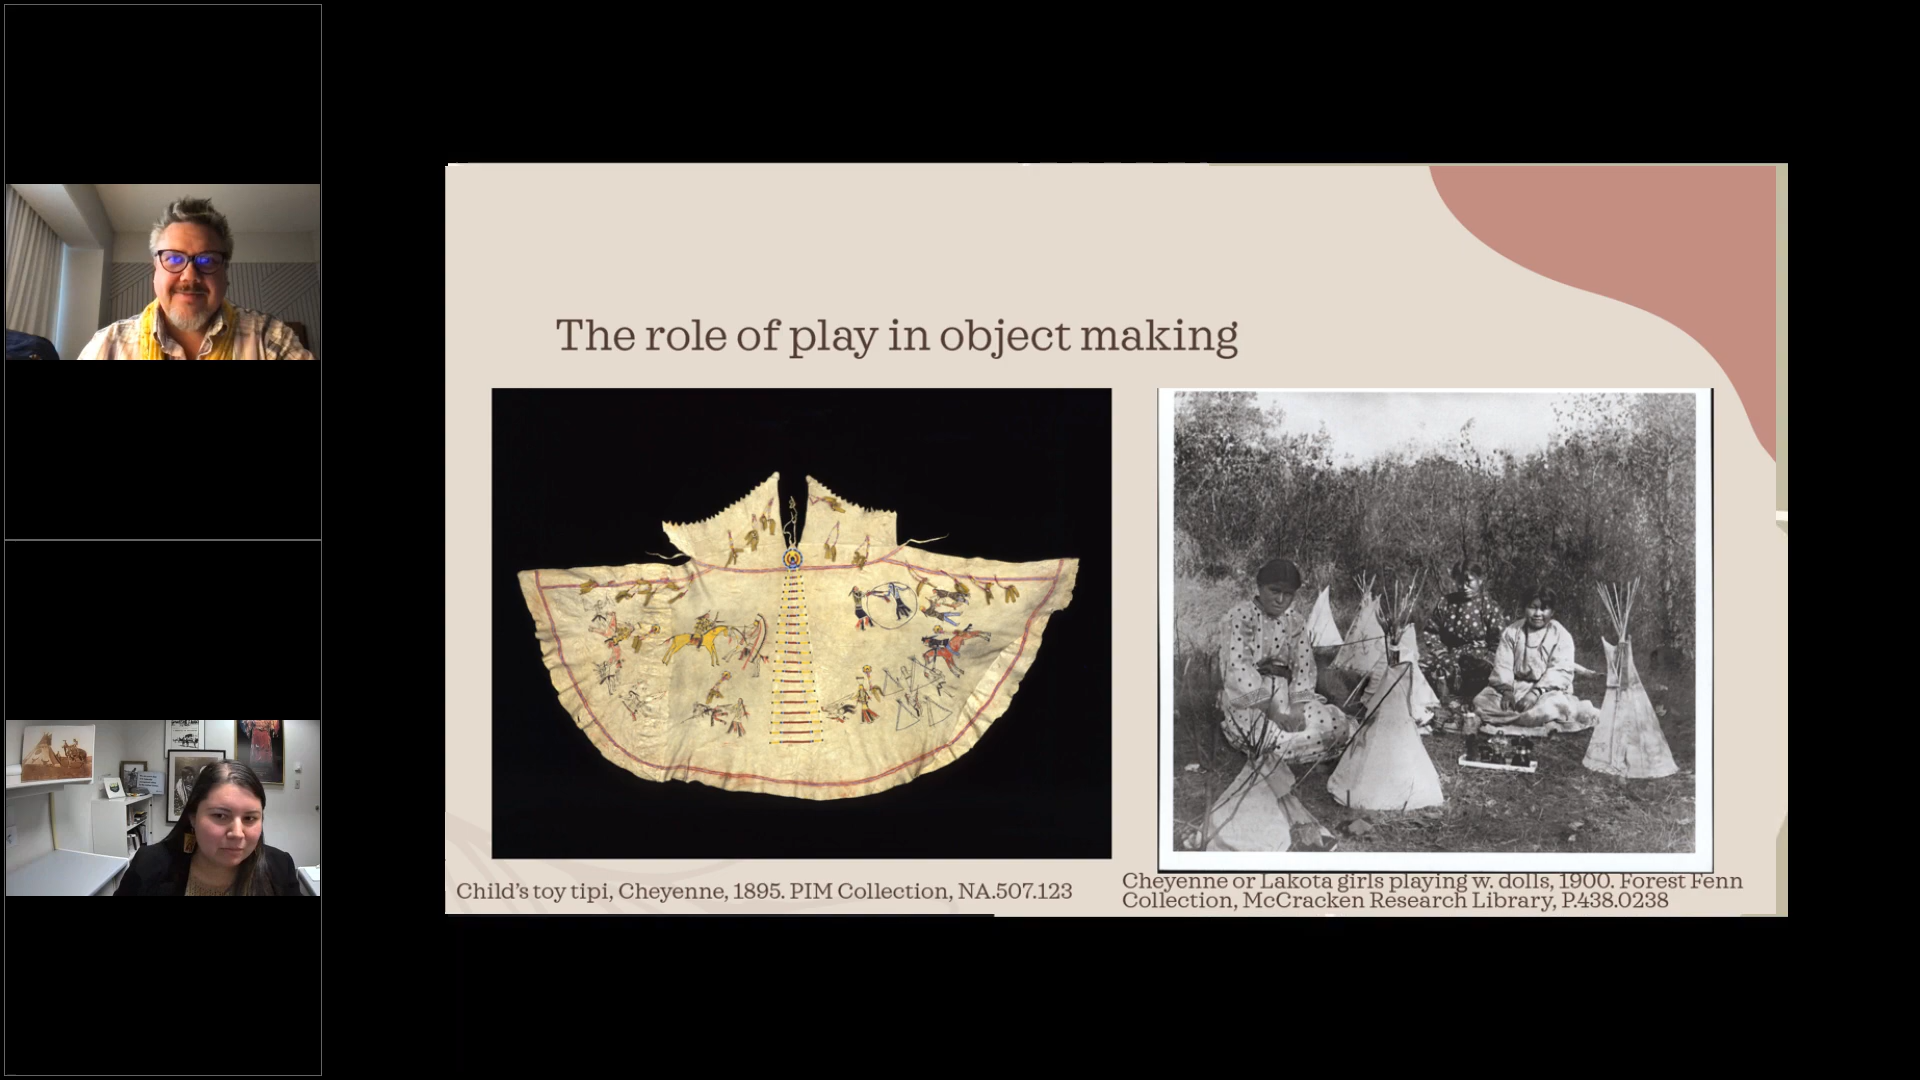 The role of play in object making
Child's toy tipi, Cheyenne, 1895. PIM Collection, NA.507.123
Cheyenne or Lakota girls playing w. dolls, 1900. Forest Fenn
Collection, McCracken Research Library, P.438.0238